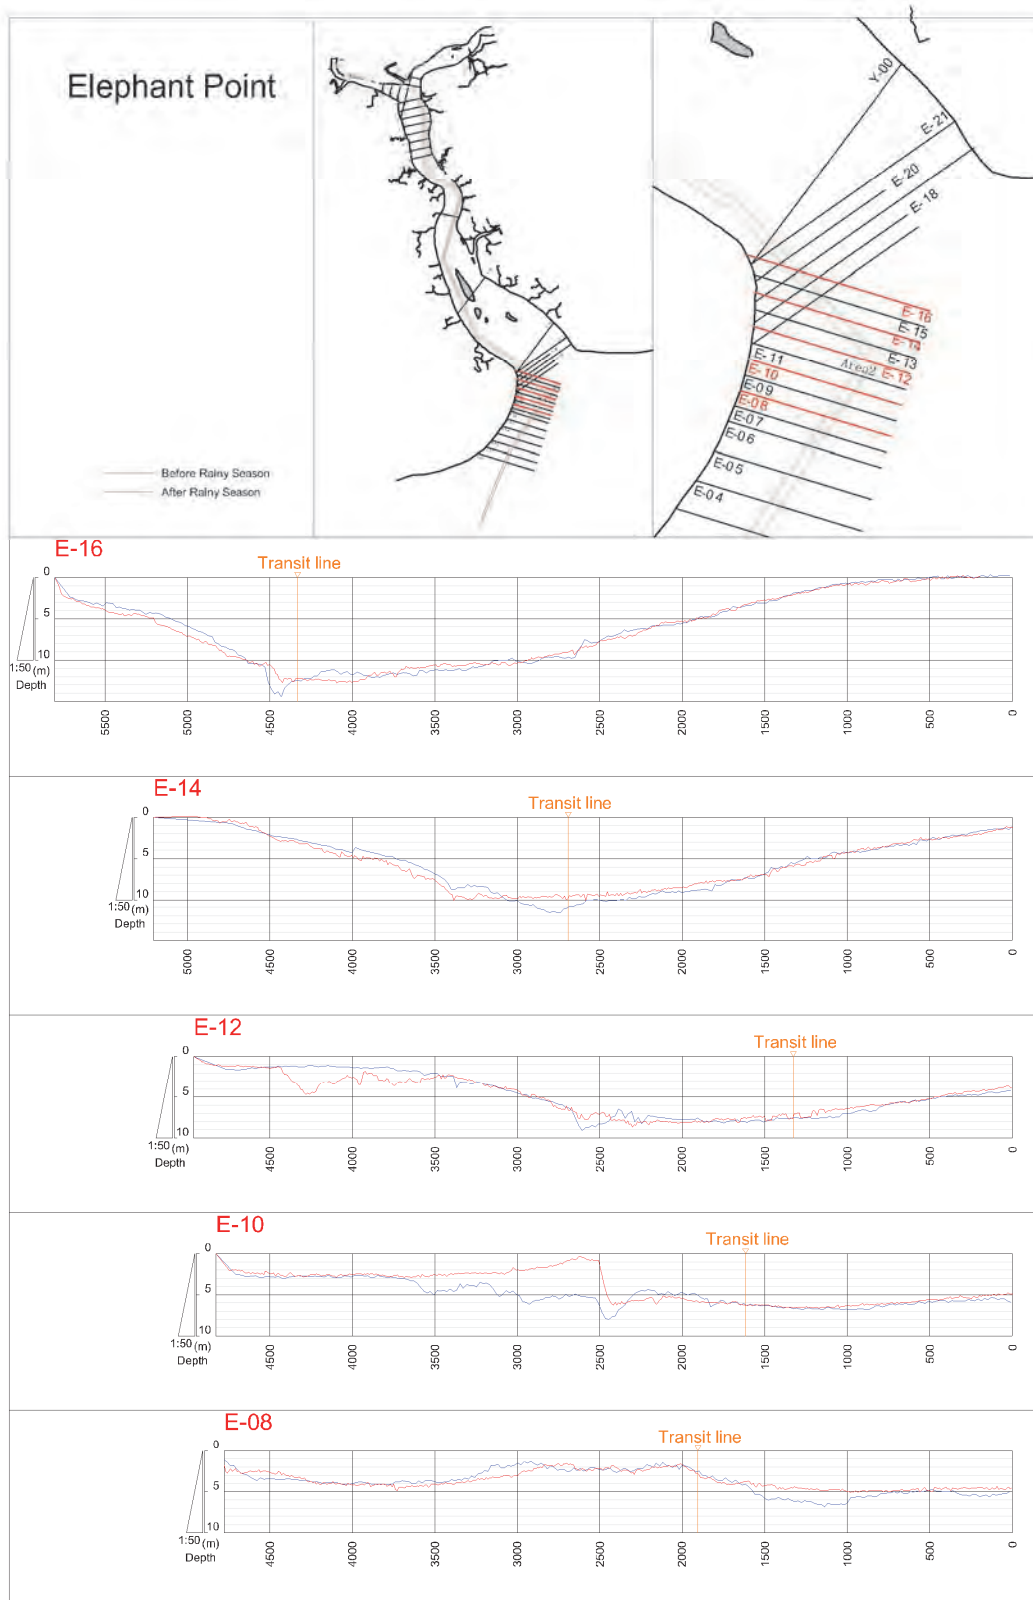 Elephant Point
Before Rainy Season
After Rainy Season
Y-00
E-21
E-20
E-18
E-16
E-15
E-14
E-13
Area2 E-12
E-11
E-10
E-09
E-08
E-07
E-06
E-05
E-04
E-16
Transit line
0
5
10
1:50 (m)
Depth
5500 5000 4500 4000 3500 3000 2500 2000 1500 1000 500 0
E-14
Transit line
0
5
10
1:50 (m)
Depth
5000 4500 4000 3500 3000 2500 2000 1500 1000 500 0
E-12
Transit line
0
5
10
1:50 (m)
Depth
4500 4000 3500 3000 2500 2000 1500 1000 500 0
E-10
Transit line
0
5
10
1:50 (m)
Depth
4500 4000 3500 3000 2500 2000 1500 1000 500 0
E-08
Transit line
0
5
10
1:50 (m)
Depth
4500 4000 3500 3000 2500 2000 1500 1000 500 0